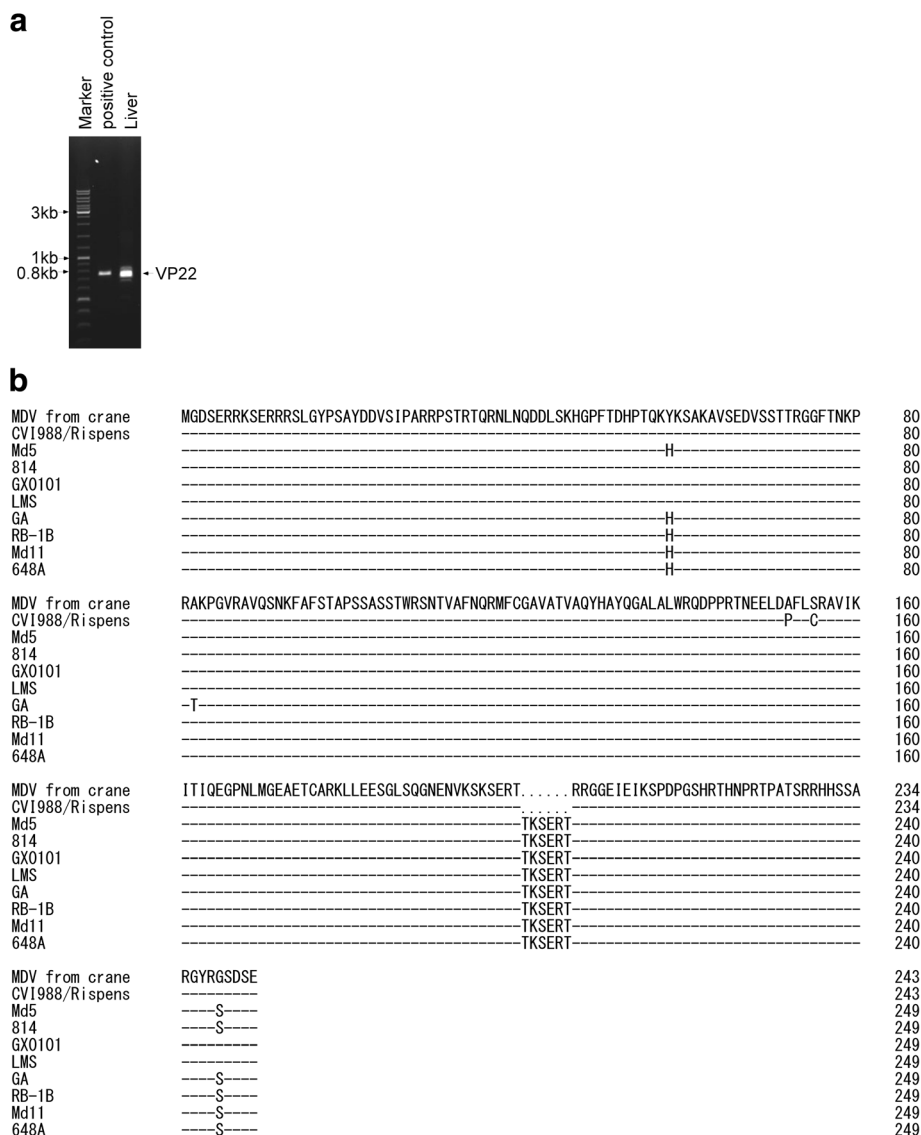 a
Marker
positive control
Liver
3kb
1kb
0.8kb
VP22
b
MDV from crane MGDSERRKSERRRSLGYPSAYDDVSIPARRPSTRTQRNLNQDDLSKHGPFTDHPTQKYKSAKAVSEDVSSTTRGGFTNKP 80
CVI988/Rispens -------------------------------------------------------------------------------- 80
Md5 ---------------------------------------------------------H---------------------- 80
814 -------------------------------------------------------------------------------- 80
GX0101 -------------------------------------------------------------------------------- 80
LMS -------------------------------------------------------------------------------- 80
GA ---------------------------------------------------------H---------------------- 80
RB-1B ---------------------------------------------------------H---------------------- 80
Md11 ---------------------------------------------------------H---------------------- 80
648A ---------------------------------------------------------H---------------------- 80
MDV from crane RAKPGVRAVQSNKFAFSTAPSSASSTWRSNTVAFNQRMFCGAVATVAQYHAYQGALALWRQDPPRTNEELDAFLSRAVIK 160
CVI988/Rispens -----------------------------------------------------------------------P--C----- 160
Md5 -------------------------------------------------------------------------------- 160
814 -------------------------------------------------------------------------------- 160
GX0101 -------------------------------------------------------------------------------- 160
LMS -------------------------------------------------------------------------------- 160
GA -T------------------------------------------------------------------------------ 160
RB-1B -------------------------------------------------------------------------------- 160
Md11 -------------------------------------------------------------------------------- 160
648A -------------------------------------------------------------------------------- 160
MDV from crane ITIQEGPNLMGEAETCARKLLEESGLSQGNENVKSKSERT......RRGGEIEIKSPDPGSHRTHNPRTPATSRRHHSSA 234
CVI988/Rispens ----------------------------------------......---------------------------------- 234
Md5 ----------------------------------------TKSERT---------------------------------- 240
814 ----------------------------------------TKSERT---------------------------------- 240
GX0101 ----------------------------------------TKSERT---------------------------------- 240
LMS ----------------------------------------TKSERT---------------------------------- 240
GA ----------------------------------------TKSERT---------------------------------- 240
RB-1B ----------------------------------------TKSERT---------------------------------- 240
Md11 ----------------------------------------TKSERT---------------------------------- 240
648A ----------------------------------------TKSERT---------------------------------- 240
MDV from crane RGYRGSDSE 243
CVI988/Rispens --------- 243
Md5 ----S---- 249
814 ----S---- 249
GX0101 --------- 249
LMS --------- 249
GA ----S---- 249
RB-1B ----S---- 249
Md11 ----S---- 249
648A ----S---- 249